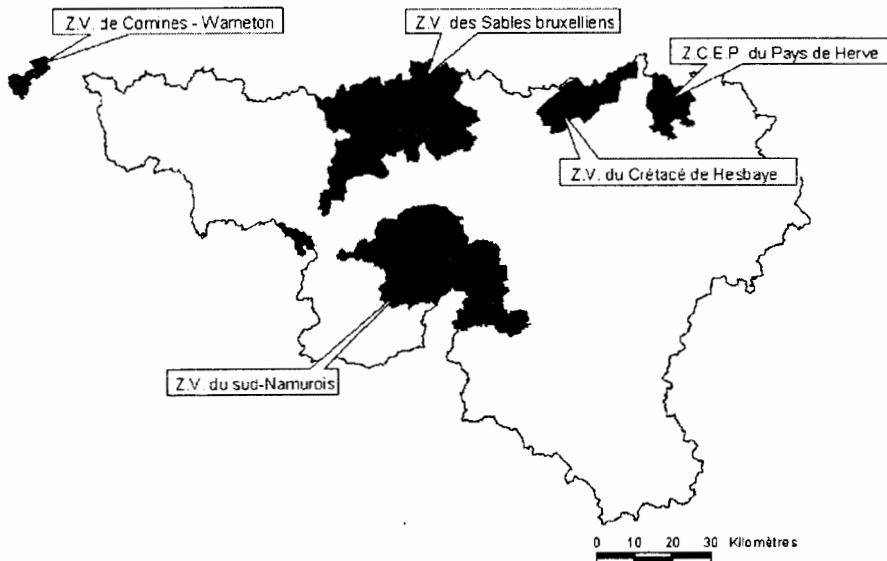 Z.V. de Comines - Warneton
Z.V. des Sables bruxelliens
Z.C.E.P. du Pays de Herve
Z.V. du Crétacé de Hesbaye
Z.V. du sud-Namurois
0 10 20 30 Kilomètres